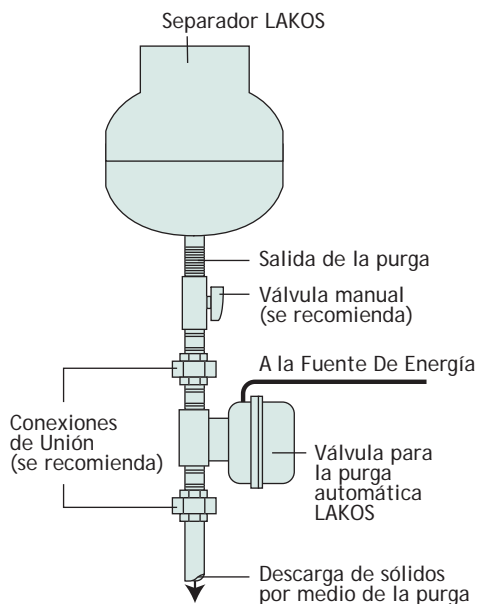 Separador LAKOS
Salida de la purga
Válvula manual
(se recomienda)
A la Fuente De Energía
Conexiones
de Unión
(se recomienda)
Válvula para
la purga
automática
LAKOS
Descarga de sólidos
por medio de la purga